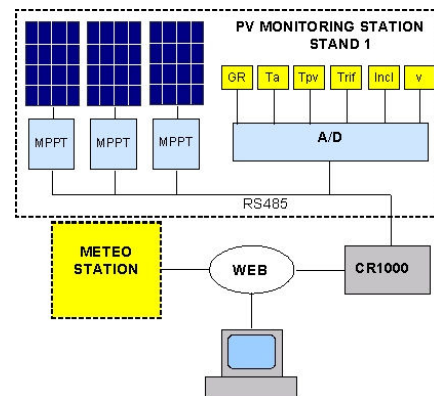 PV MONITORING STATION
STAND 1
GR Ta Tpv Trif Incl v
MPPT MPPT MPPT
A/D
RS485
METEO
STATION
WEB
CR1000